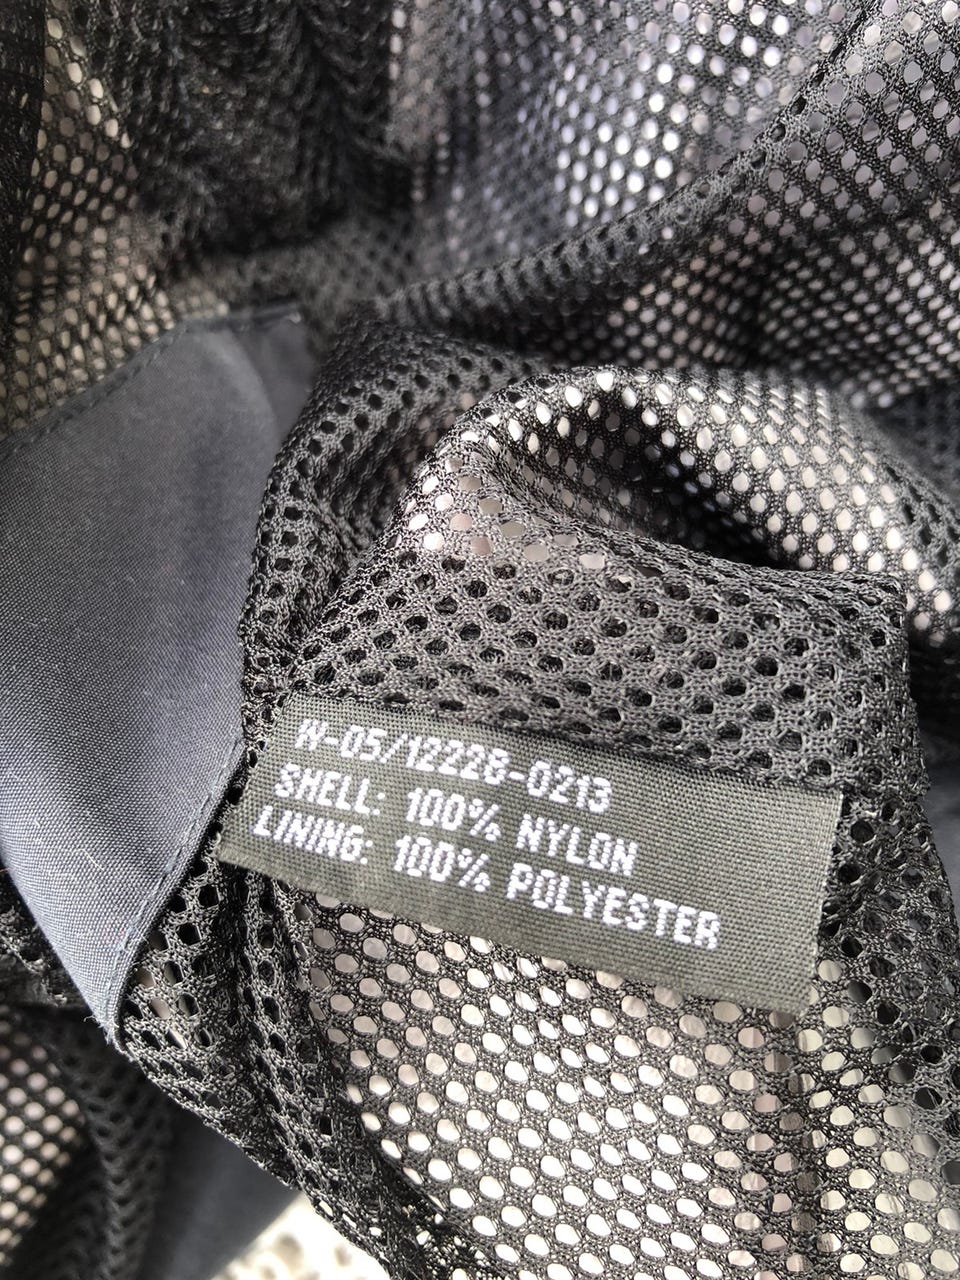 W-05/12228-0213
SHELL: 100% NYLON
LINING: 100% POLYESTER